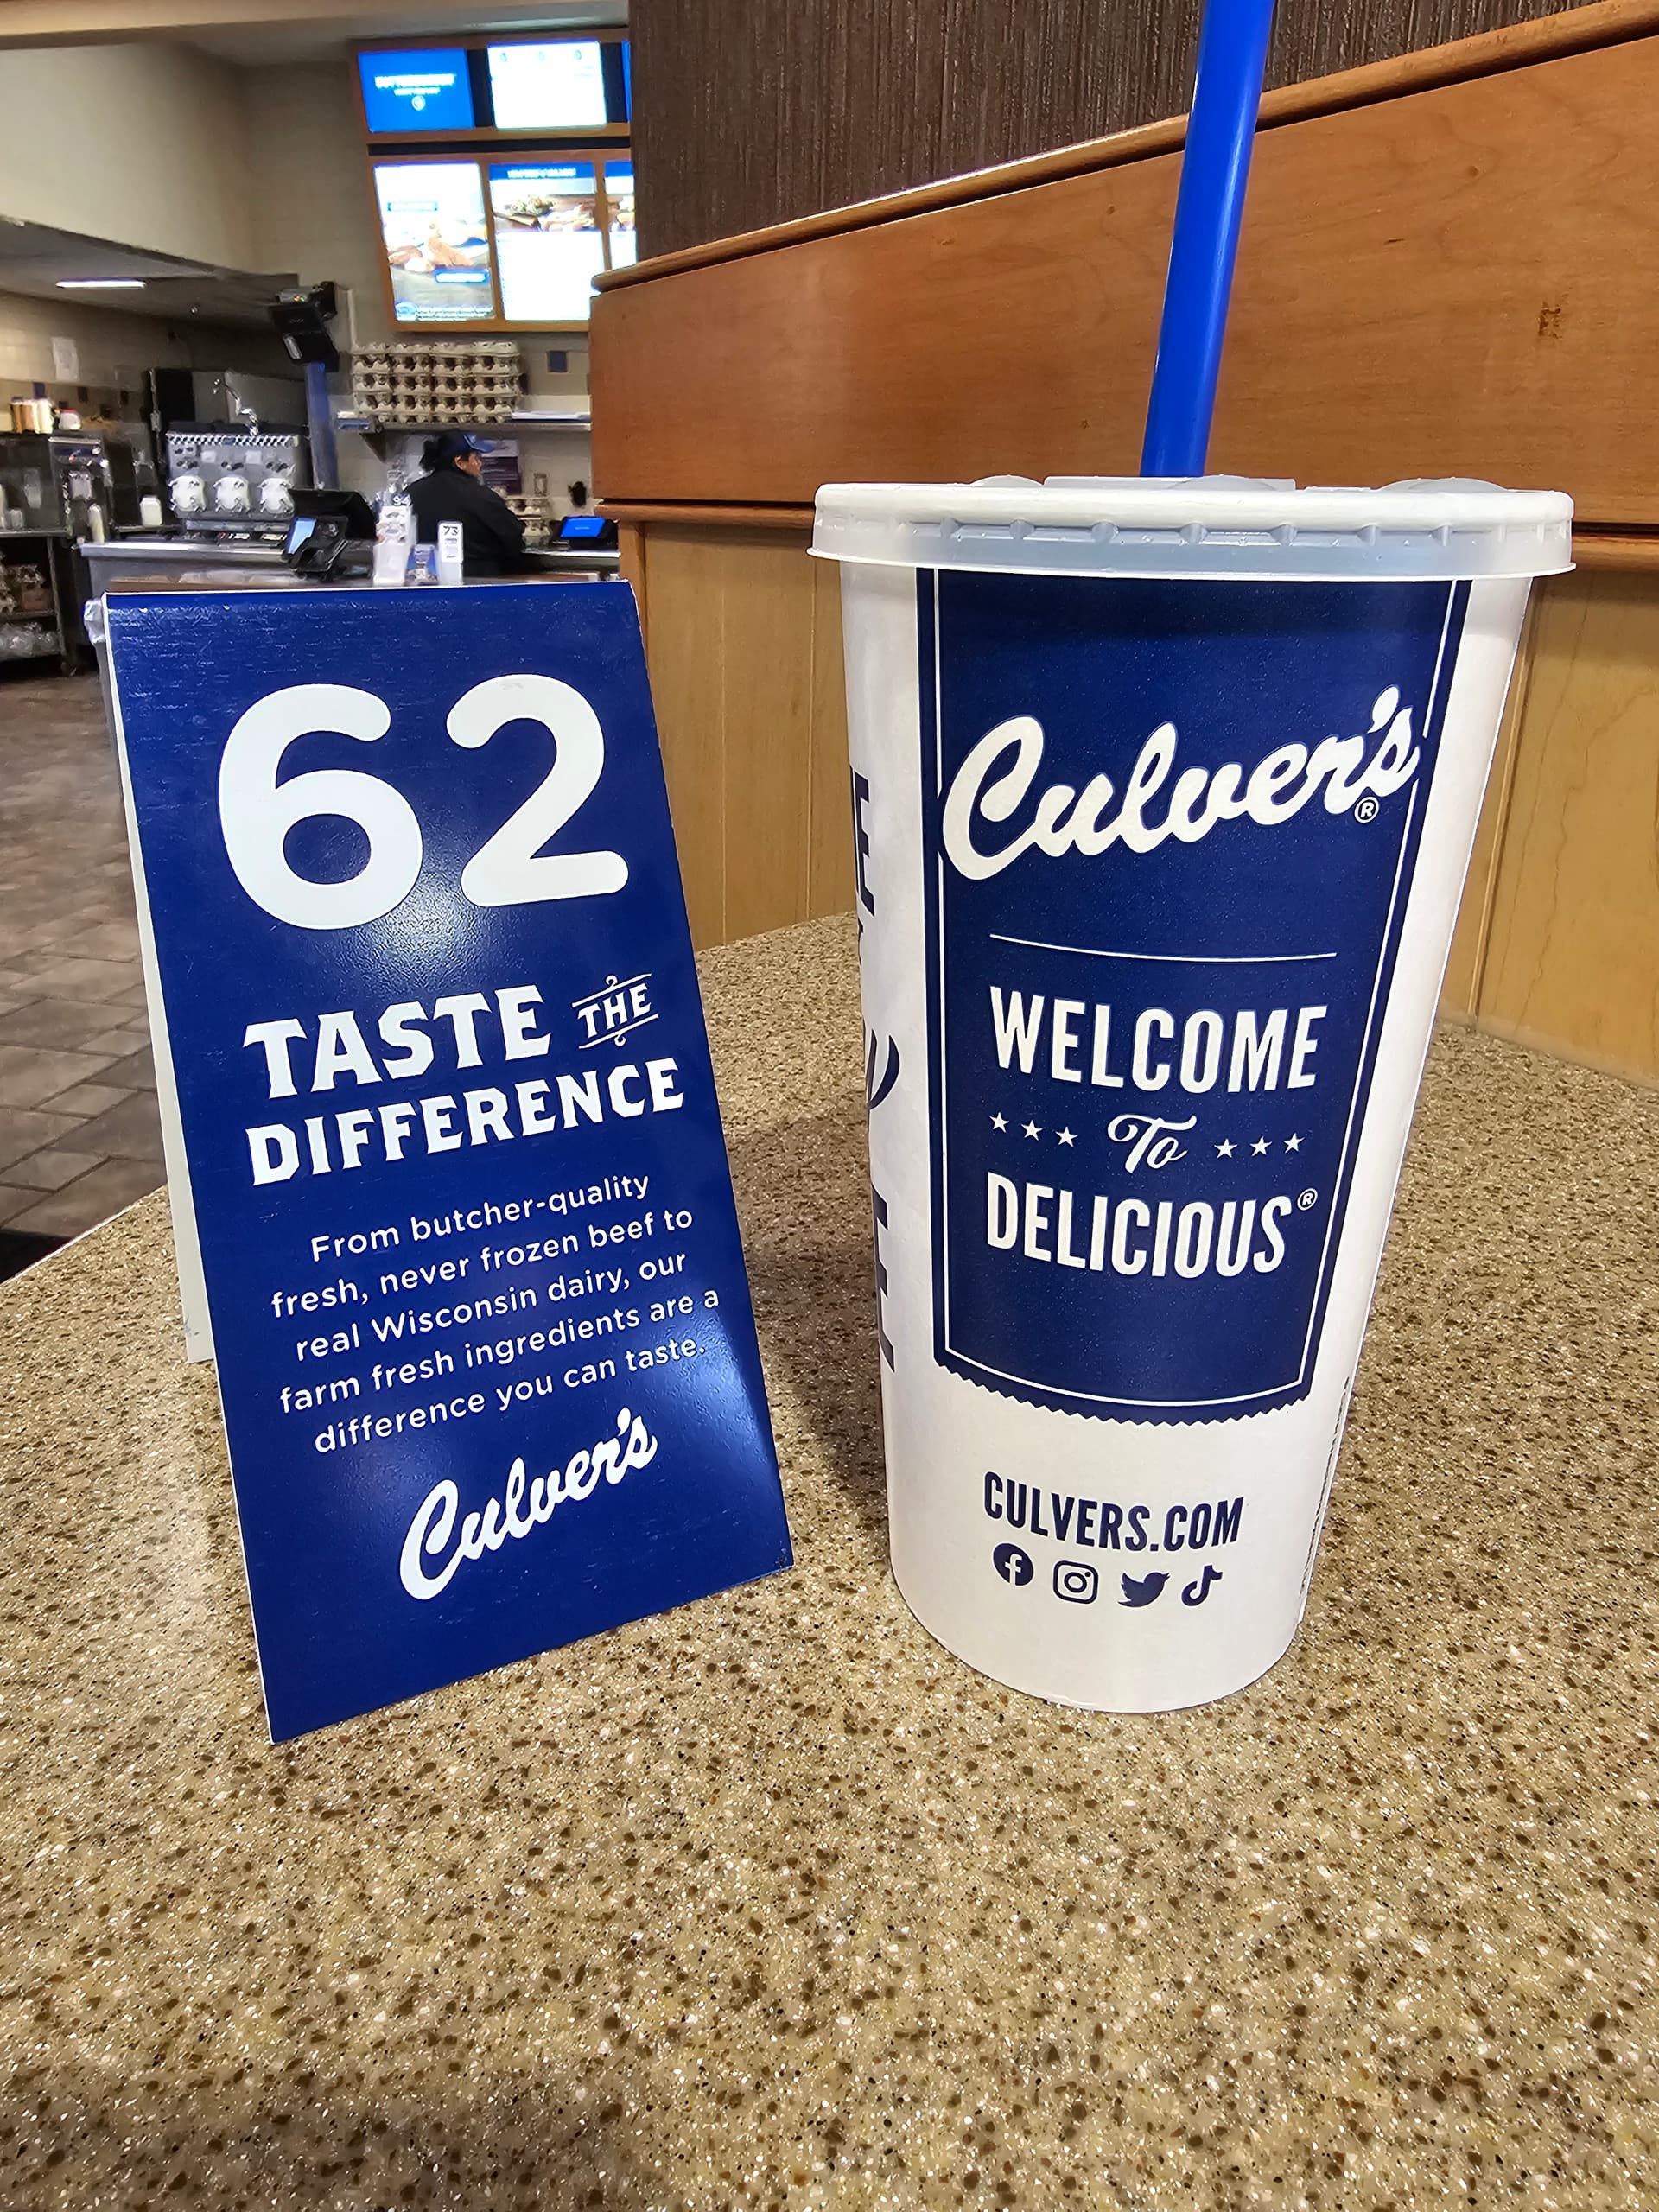 62
TASTE THE
DIFFERENCE
From butcher-quality
fresh, never frozen beef to
real Wisconsin dairy, our
farm fresh ingredients are a
difference you can taste.
Culver's
Culver's®
WELCOME
To
DELICIOUS®
CULVERS.COM
73
94